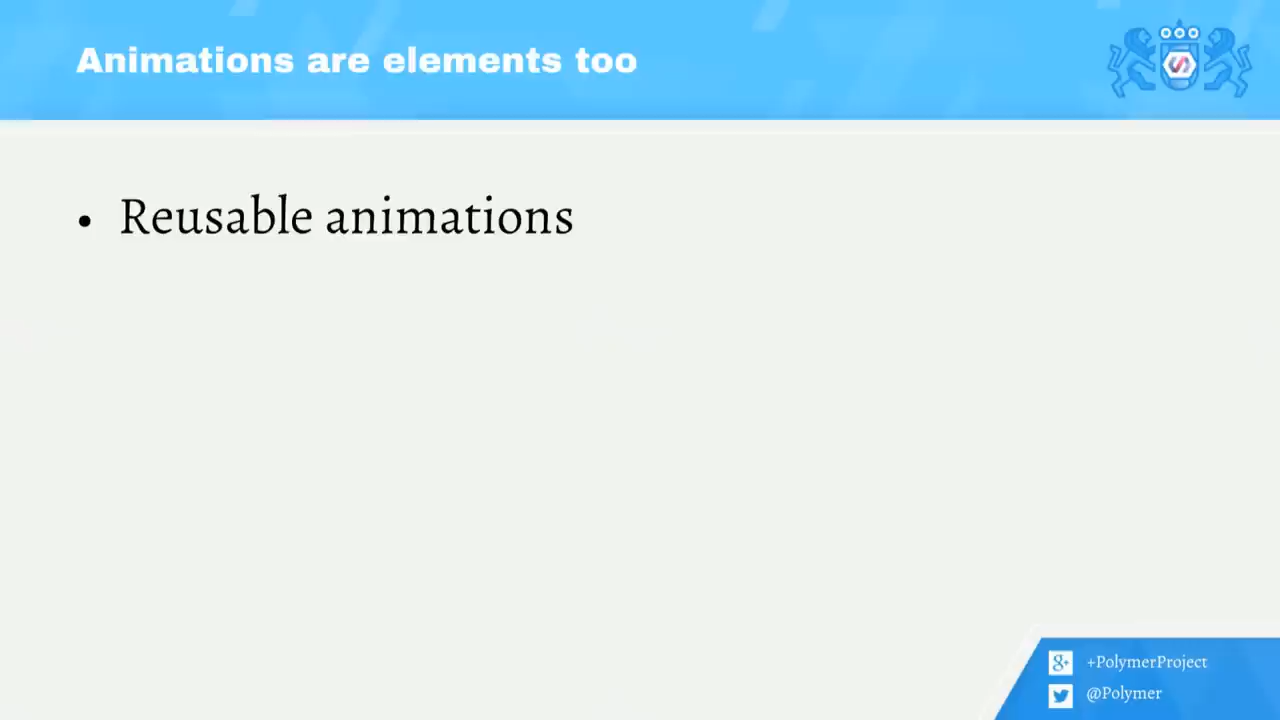 Animations are elements too
• Reusable animations
+PolymerProject
@Polymer